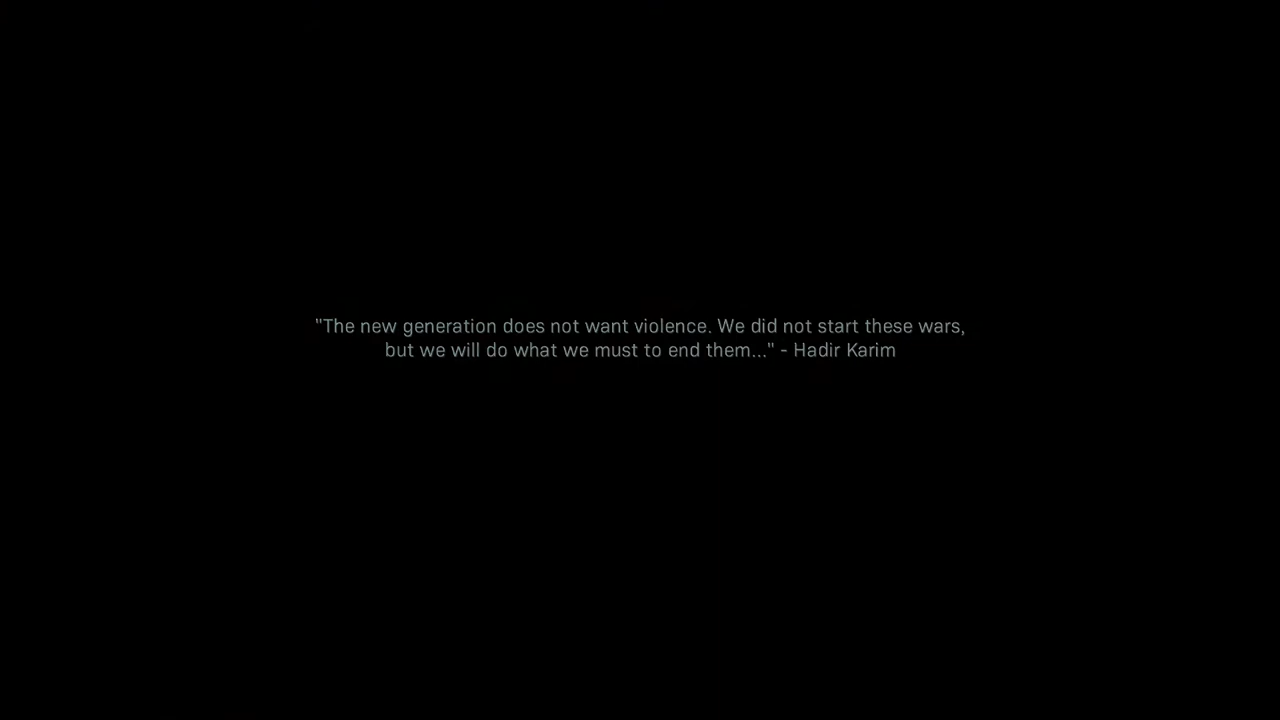 "The new generation does not want violence. We did not start these wars,
but we will do what we must to end them..." - Hadir Karim